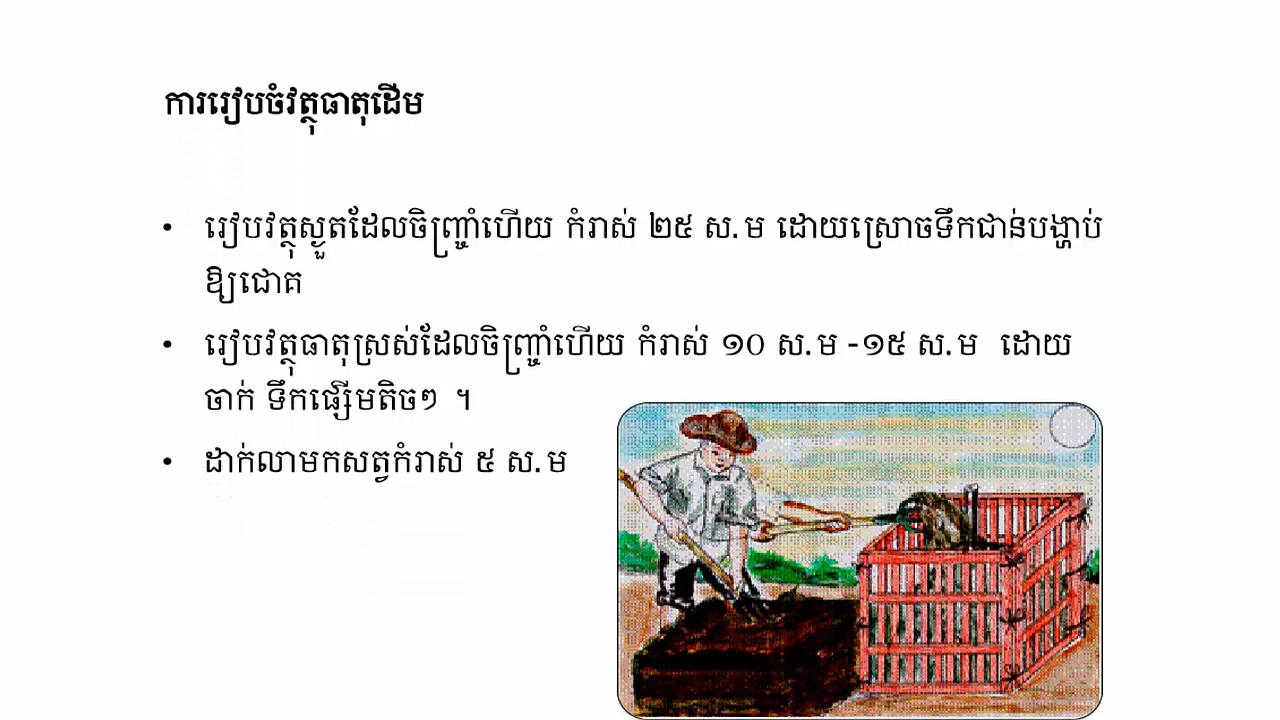 ការរៀបចំវត្ថុធាតុដើម
• រៀបវត្ថុស្ងួតដែលចិញ្ច្រាំហើយ កំរាស់ ២៥ ស.ម ដោយស្រោចទឹកជាន់បង្ហាប់
ឱ្យជោគ
• រៀបវត្ថុធាតុស្រស់ដែលចិញ្ច្រាំហើយ កំរាស់ ១០ ស.ម -១៥ ស.ម ដោយ
ចាក់ ទឹកផ្សើមតិចៗ ។
• ដាក់លាមកសត្វកំរាស់ ៥ ស.ម